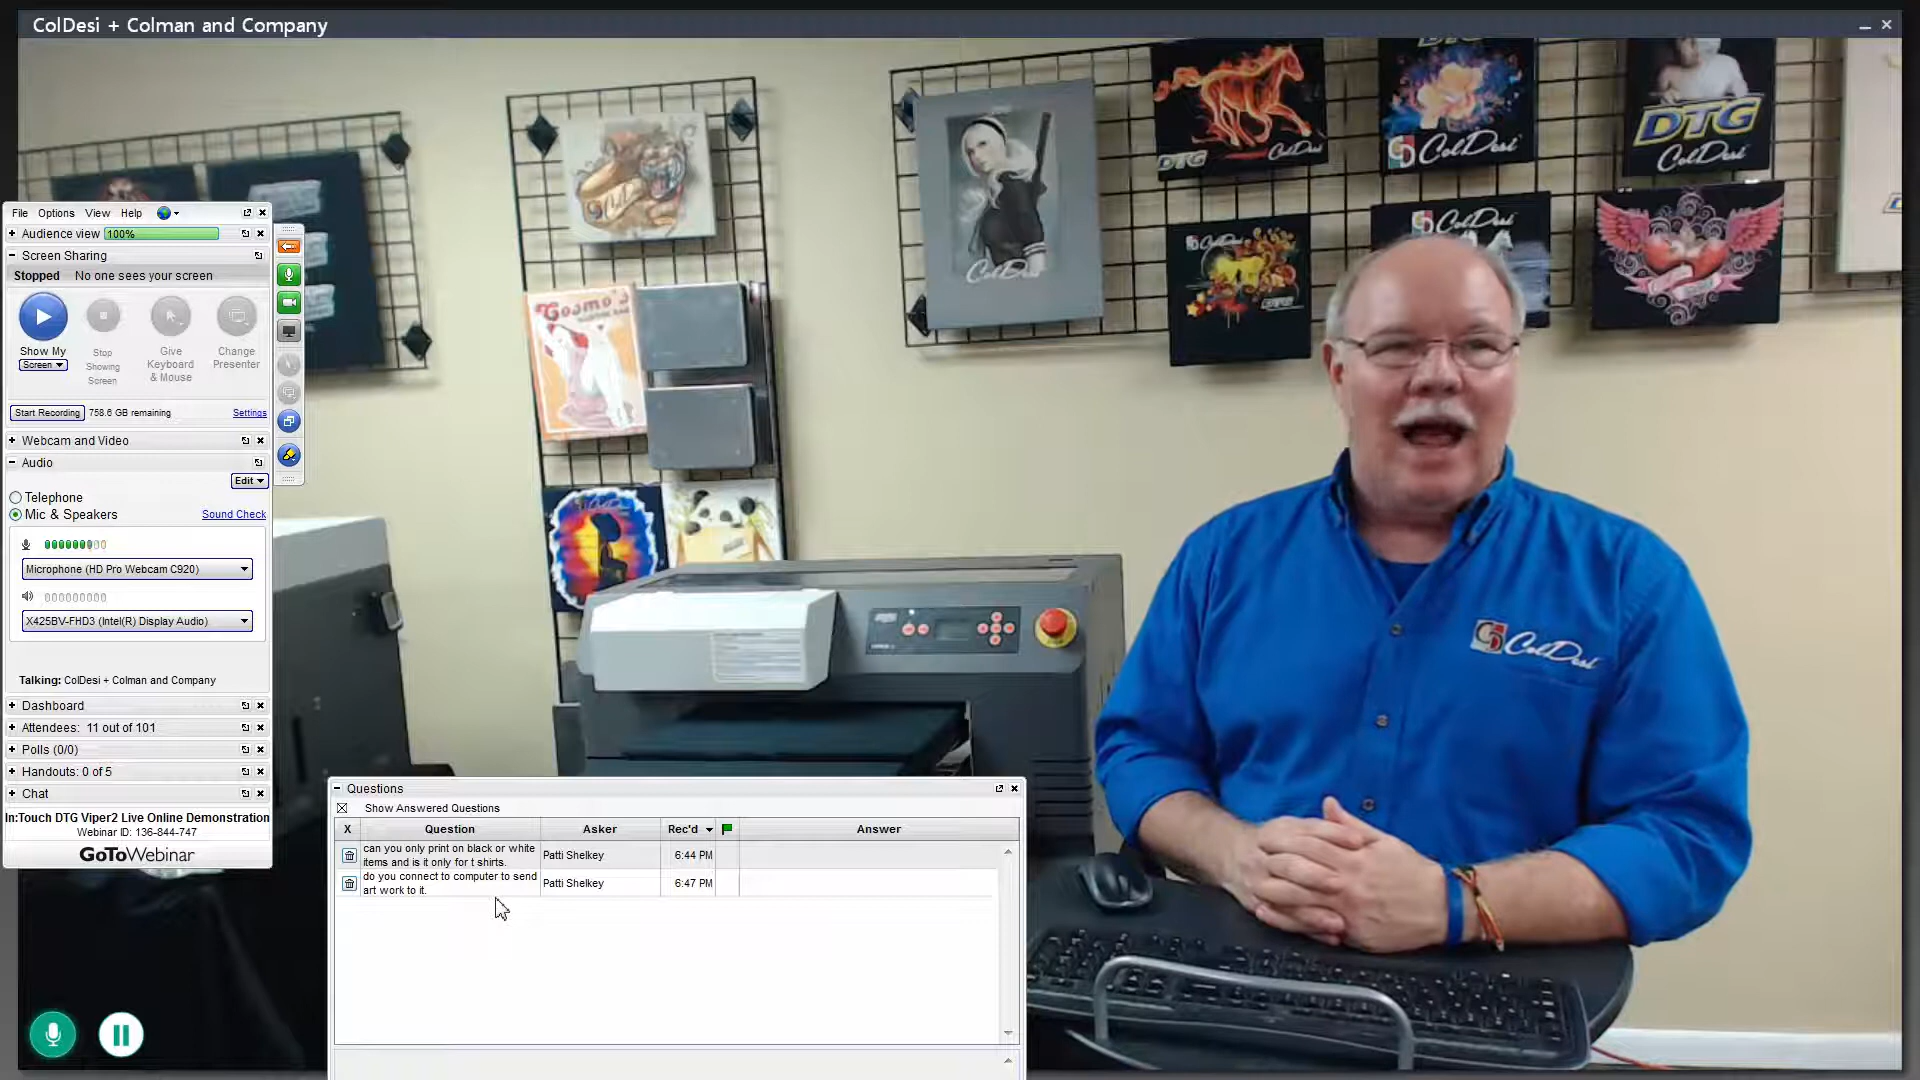 ColDesi + Colman and Company
DTG
ColDesi
ColDesi
DTG
ColDesi
ColDesi
Cosmo's
ColDesi
File Options View Help
Audience view 100%
Screen Sharing
Stopped No one sees your screen
Show My
Screen
Stop
Showing
Screen
Give
Keyboard
& Mouse
Change
Presenter
Start Recording 758.6 GB remaining Settings
Webcam and Video
Audio
Edit
Telephone
Mic & Speakers Sound Check
Microphone (HD Pro Webcam C920)
X425BV-FHD3 (Intel(R) Display Audio)
Talking: ColDesi + Colman and Company
Dashboard
Attendees: 11 out of 101
Polls (0/0)
Handouts: 0 of 5
Chat
In:Touch DTG Viper2 Live Online Demonstration
Webinar ID: 136-844-747
GoToWebinar
Questions
Show Answered Questions
X Question Asker Rec'd Answer
can you only print on black or white
items and is it only for t shirts.
Patti Shelkey 6:44 PM
do you connect to computer to send
art work to it.
Patti Shelkey 6:47 PM